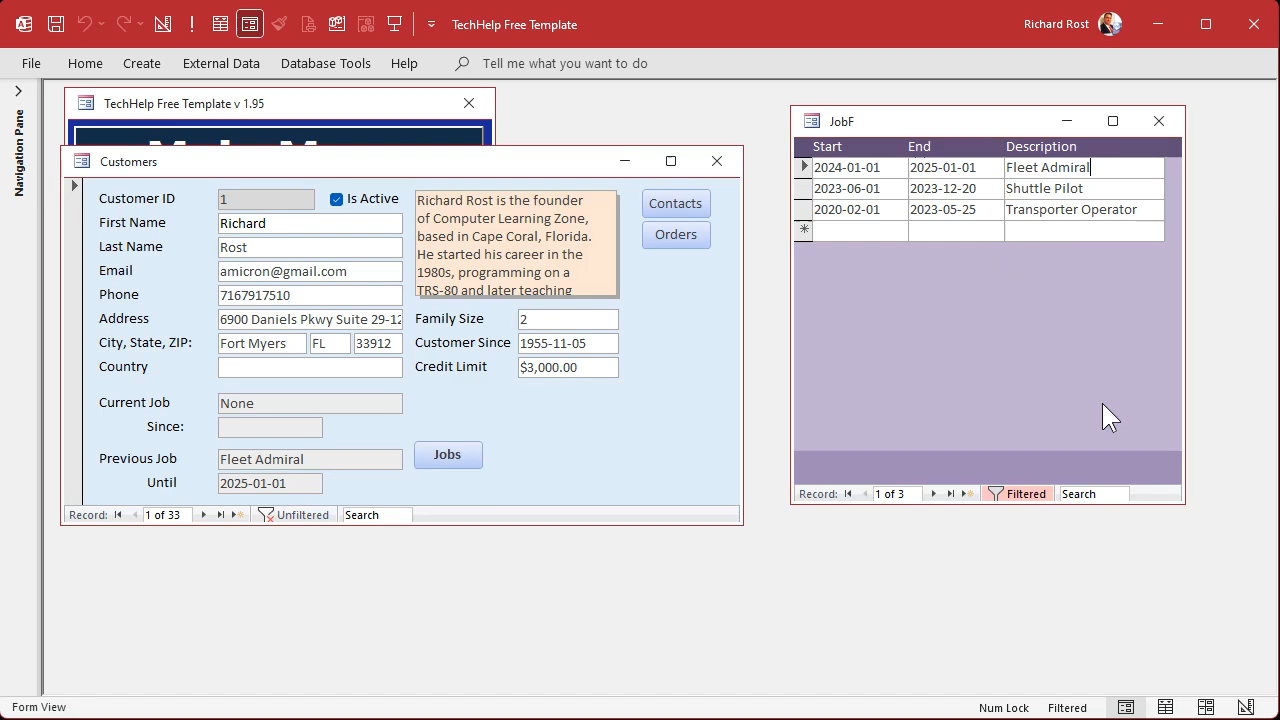 TechHelp Free Template
Richard Rost
File Home Create External Data Database Tools Help Tell me what you want to do
Navigation Pane
TechHelp Free Template v 1.95
Customers
Customer ID 1 Is Active
First Name Richard
Last Name Rost
Email amicron@gmail.com
Phone 7167917510
Address 6900 Daniels Pkwy Suite 29-12
City, State, ZIP: Fort Myers FL 33912
Country
Richard Rost is the founder
of Computer Learning Zone,
based in Cape Coral, Florida.
He started his career in the
1980s, programming on a
TRS-80 and later teaching
Contacts
Orders
Family Size 2
Customer Since 1955-11-05
Credit Limit $3,000.00
Current Job None
Since:
Previous Job Fleet Admiral
Until 2025-01-01
Jobs
Record: 1 of 33 Unfiltered Search
JobF
Start End Description
2024-01-01 2025-01-01 Fleet Admiral
2023-06-01 2023-12-20 Shuttle Pilot
2020-02-01 2023-05-25 Transporter Operator
Record: 1 of 3 Filtered Search
Form View
Num Lock Filtered